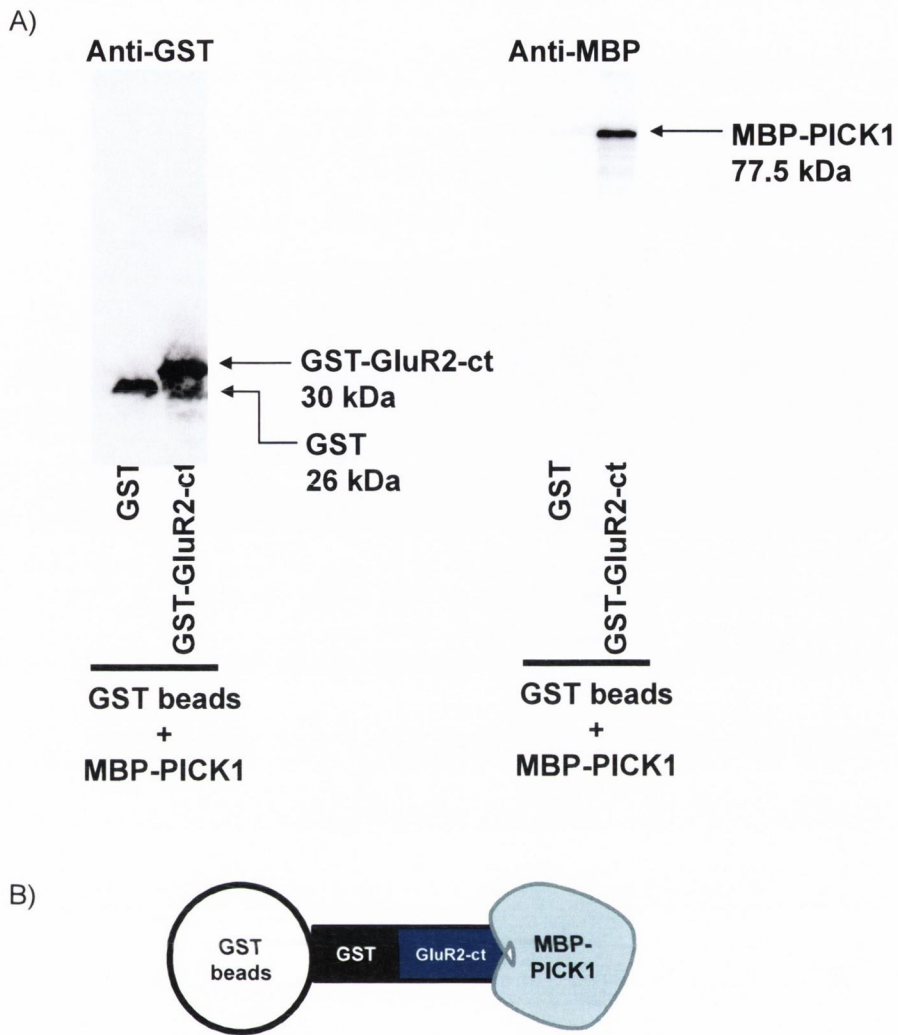 A)
Anti-GST
Anti-MBP
MBP-PICK1
77.5 kDa
GST-GluR2-ct
30 kDa
GST
26 kDa
GST
GST-GluR2-ct
GST beads
+
MBP-PICK1
GST
GST-GluR2-ct
GST beads
+
MBP-PICK1
B)
GST
beads
GST
GluR2-ct
MBP-
PICK1